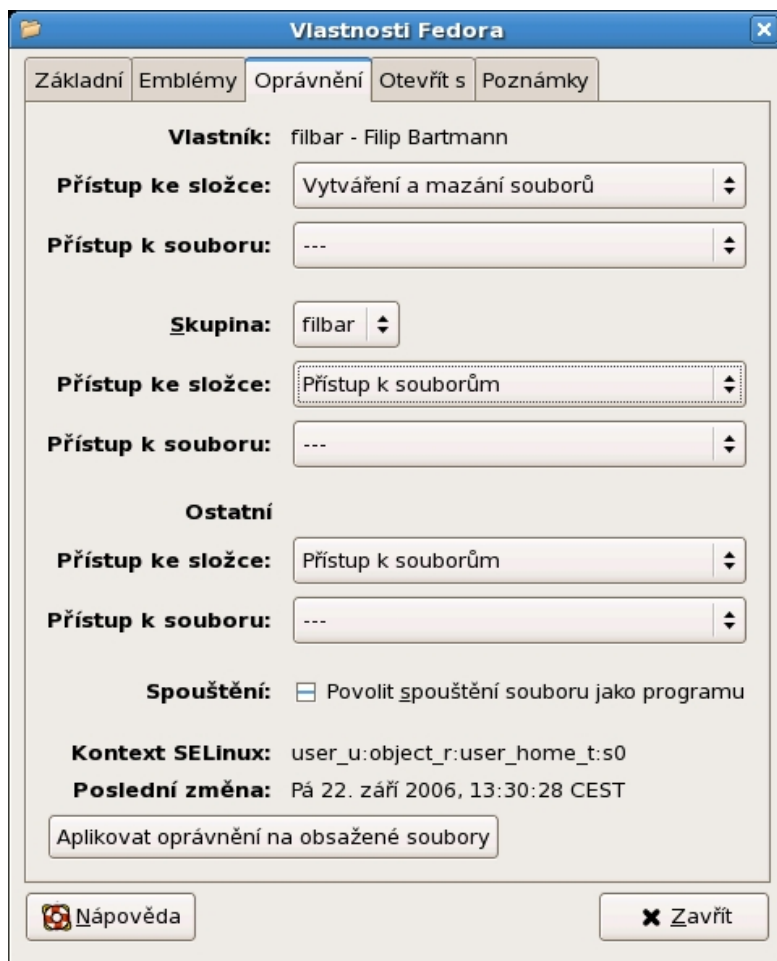 Vlastnosti Fedora
Základní Emblémy Oprávnění Otevřít s Poznámky
Vlastník: filbar - Filip Bartmann
Přístup ke složce: Vytváření a mazání souborů
Přístup k souboru: ---
Skupina: filbar
Přístup ke složce: Přístup k souborům
Přístup k souboru: ---
Ostatní
Přístup ke složce: Přístup k souborům
Přístup k souboru: ---
Spouštění: Povolit spouštění souboru jako programu
Kontext SELinux: user_u:object_r:user_home_t:s0
Poslední změna: Pá 22. září 2006, 13:30:28 CEST
Aplikovat oprávnění na obsažené soubory
Nápověda Zavřít